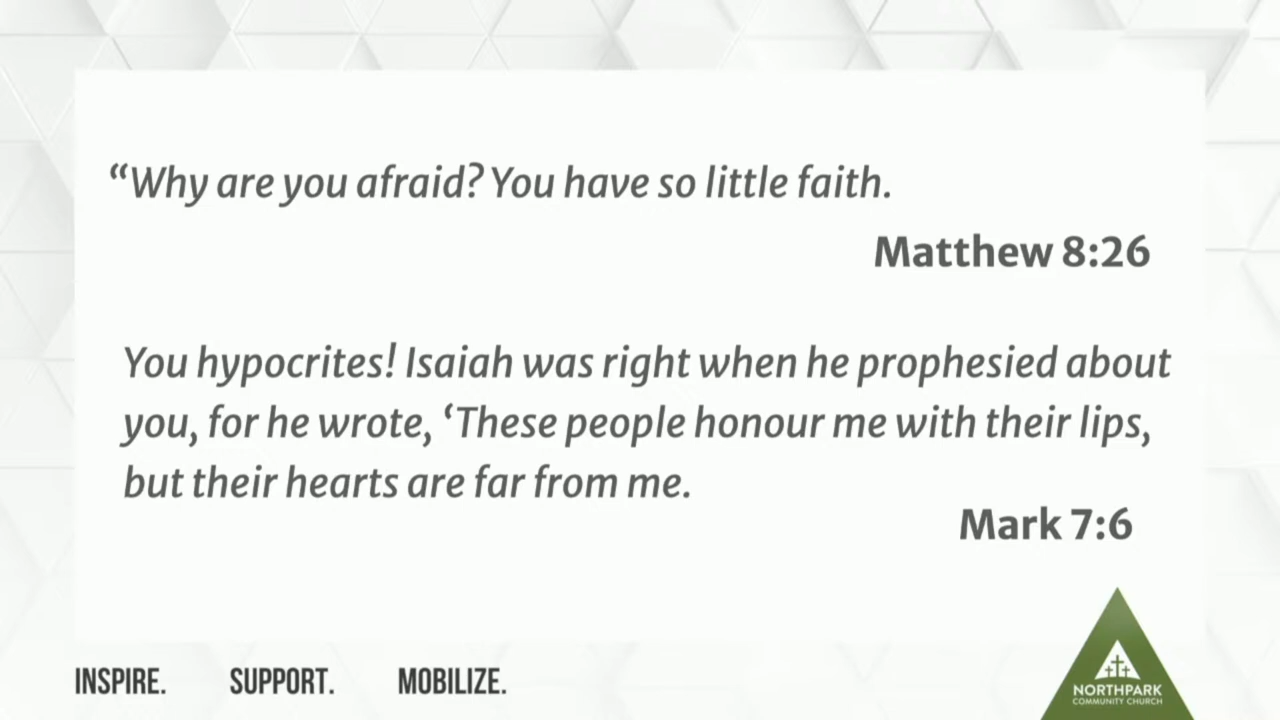 “Why are you afraid? You have so little faith.
Matthew 8:26
You hypocrites! Isaiah was right when he prophesied about
you, for he wrote, ‘These people honour me with their lips,
but their hearts are far from me.
Mark 7:6
INSPIRE. SUPPORT. MOBILIZE.
NORTHPARK
COMMUNITY CHURCH